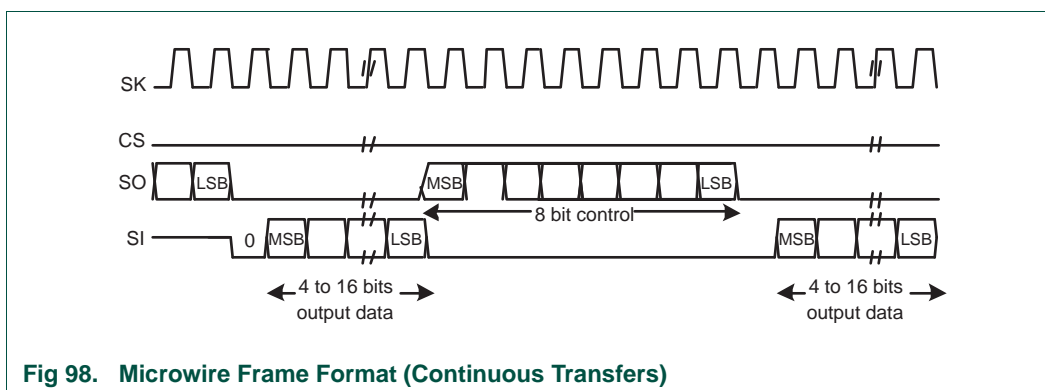 SK
CS
SO
LSB
MSB
LSB
8 bit control
SI
0
MSB
LSB
MSB
LSB
4 to 16 bits
output data
4 to 16 bits
output data
Fig 98. Microwire Frame Format (Continuous Transfers)